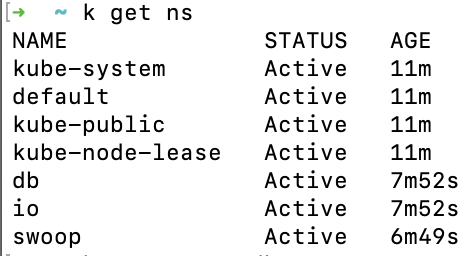 [➜  ~ k get ns
NAME              STATUS   AGE
kube-system       Active   11m
default           Active   11m
kube-public       Active   11m
kube-node-lease   Active   11m
db                Active   7m52s
io                Active   7m52s
swoop             Active   6m49s